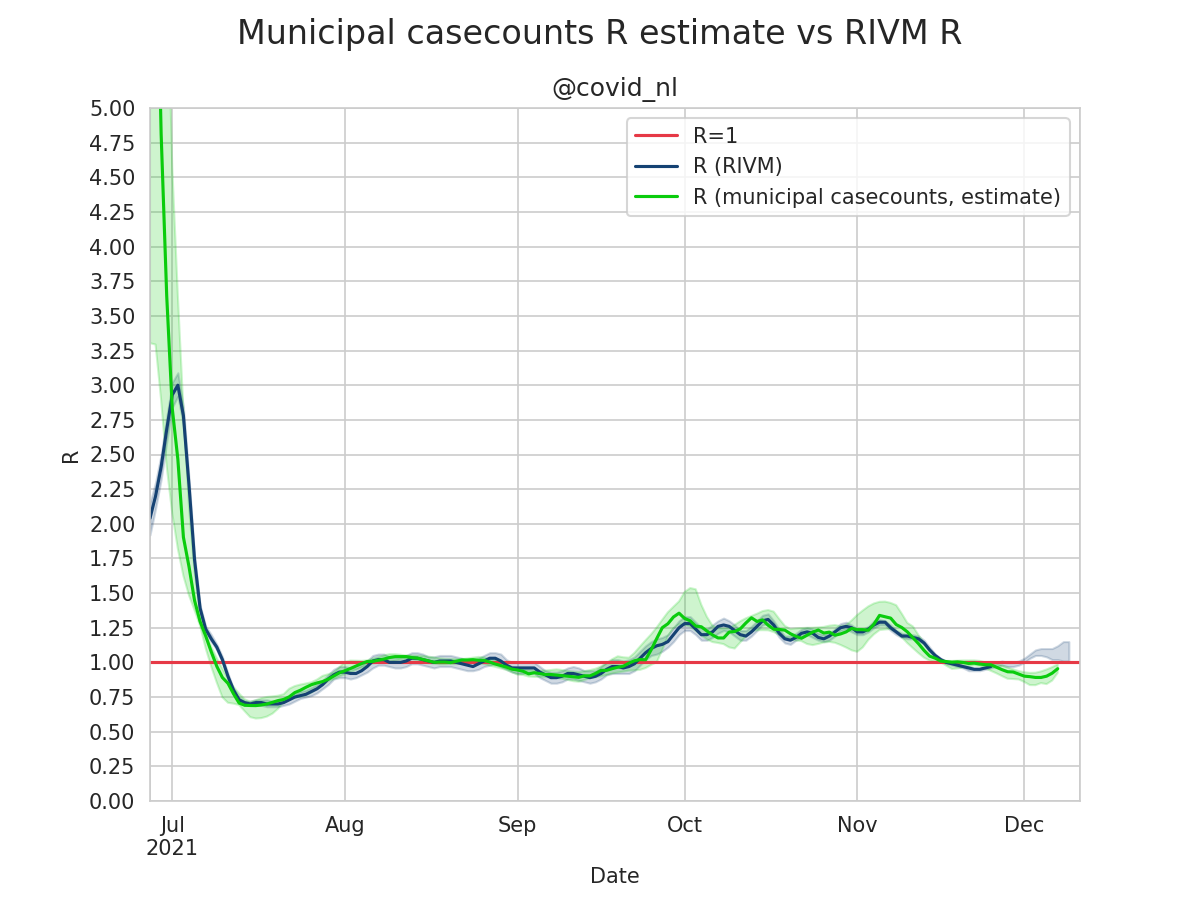 Municipal casecounts R estimate vs RIVM R
@covid_nl
R=1
R (RIVM)
R (municipal casecounts, estimate)
R
5.00
4.75
4.50
4.25
4.00
3.75
3.50
3.25
3.00
2.75
2.50
2.25
2.00
1.75
1.50
1.25
1.00
0.75
0.50
0.25
0.00
Jul Aug Sep Oct Nov Dec
2021
Date